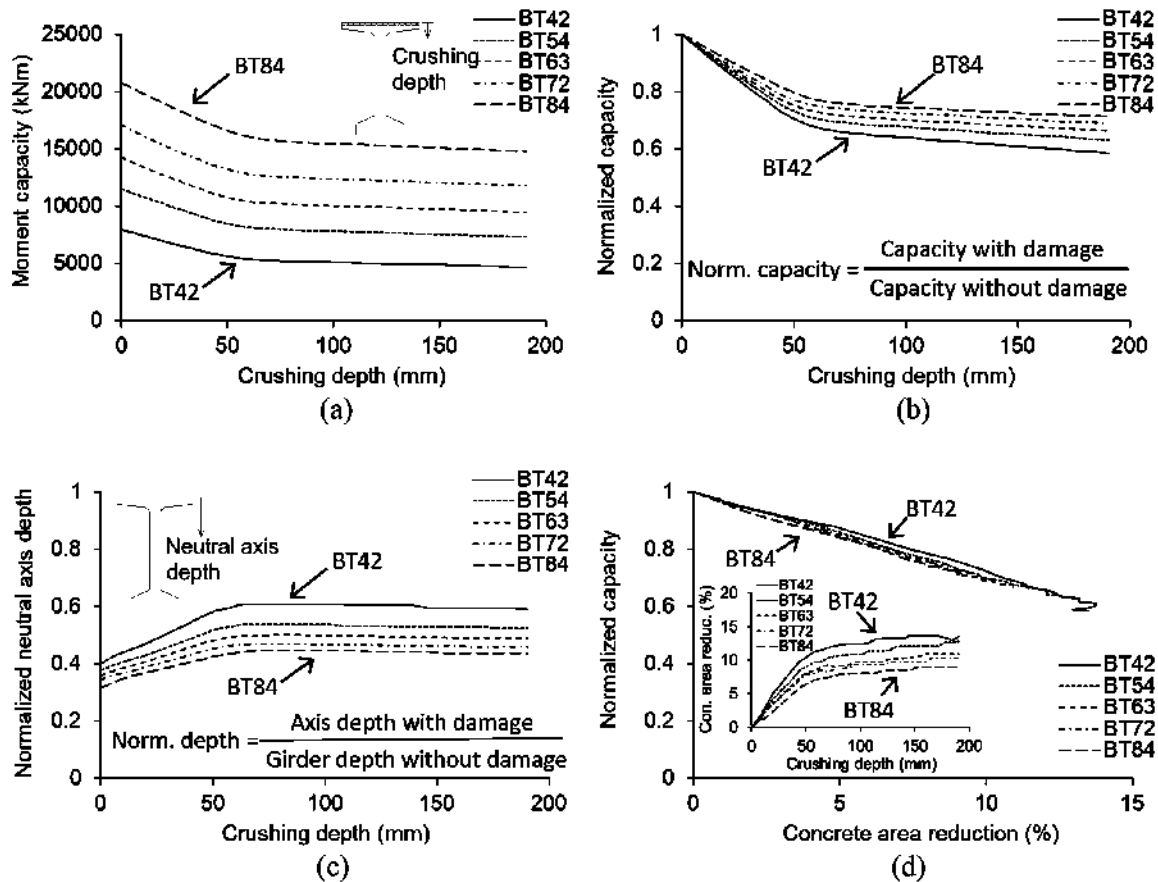 25000
20000
15000
10000
5000
0
Moment capacity (kNm)
BT84
BT42
Crushing
depth
BT42
BT54
BT63
BT72
BT84
0
50
100
150
200
Crushing depth (mm)
(a)
1
0.8
0.6
0.4
0.2
0
Normalized capacity
BT84
BT42
BT42
BT54
BT63
BT72
BT84
Norm. capacity =
Capacity with damage
Capacity without damage
0
50
100
150
200
Crushing depth (mm)
(b)
1
0.8
0.6
0.4
0.2
0
Normalized neutral axis depth
Neutral axis
depth
BT42
BT84
BT42
BT54
BT63
BT72
BT84
Norm. depth =
Axis depth with damage
Girder depth without damage
0
50
100
150
200
Crushing depth (mm)
(c)
1
0.8
0.6
0.4
0.2
0
Normalized capacity
BT42
BT84
20
15
10
5
0
Con. area reduc. (%)
BT42
BT54
BT63
BT72
BT84
BT42
BT84
0
50
100
150
200
Crushing depth (mm)
BT42
BT54
BT63
BT72
BT84
0
5
10
15
Concrete area reduction (%)
(d)